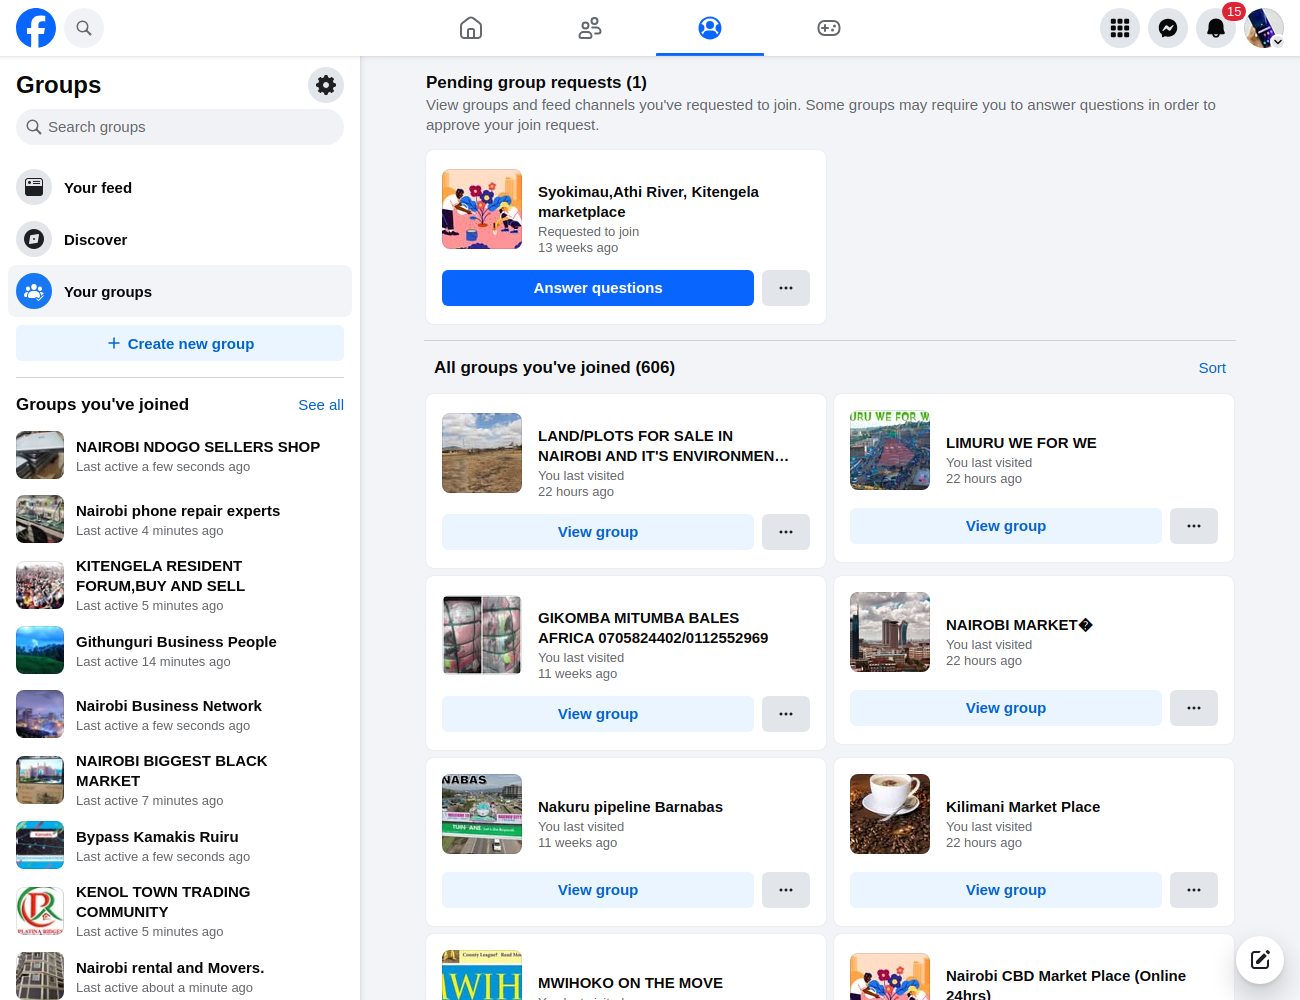 15
Groups
Search groups
Your feed
Discover
Your groups
Create new group
Groups you've joined
See all
NAIROBI NDOGO SELLERS SHOP
Last active a few seconds ago
Nairobi phone repair experts
Last active 4 minutes ago
KITENGELA RESIDENT
FORUM,BUY AND SELL
Last active 5 minutes ago
Githunguri Business People
Last active 14 minutes ago
Nairobi Business Network
Last active a few seconds ago
NAIROBI BIGGEST BLACK
MARKET
Last active 7 minutes ago
Bypass Kamakis Ruiru
Last active a few seconds ago
KENOL TOWN TRADING
COMMUNITY
Last active 5 minutes ago
Nairobi rental and Movers.
Last active about a minute ago
Pending group requests (1)
View groups and feed channels you've requested to join. Some groups may require you to answer questions in order to
approve your join request.
Syokimau,Athi River, Kitengela
marketplace
Requested to join
13 weeks ago
Answer questions
All groups you've joined (606)
Sort
LAND/PLOTS FOR SALE IN
NAIROBI AND IT'S ENVIRONMEN…
You last visited
22 hours ago
View group
URU WE FOR W
LIMURU WE FOR WE
You last visited
22 hours ago
View group
GIKOMBA MITUMBA BALES
AFRICA 0705824402/0112552969
You last visited
11 weeks ago
View group
NAIROBI MARKET�
You last visited
22 hours ago
View group
NABAS
Nakuru pipeline Barnabas
You last visited
11 weeks ago
View group
Kilimani Market Place
You last visited
22 hours ago
View group
WIH
MWIHOKO ON THE MOVE
You last visited
Nairobi CBD Market Place (Online
24hrs)